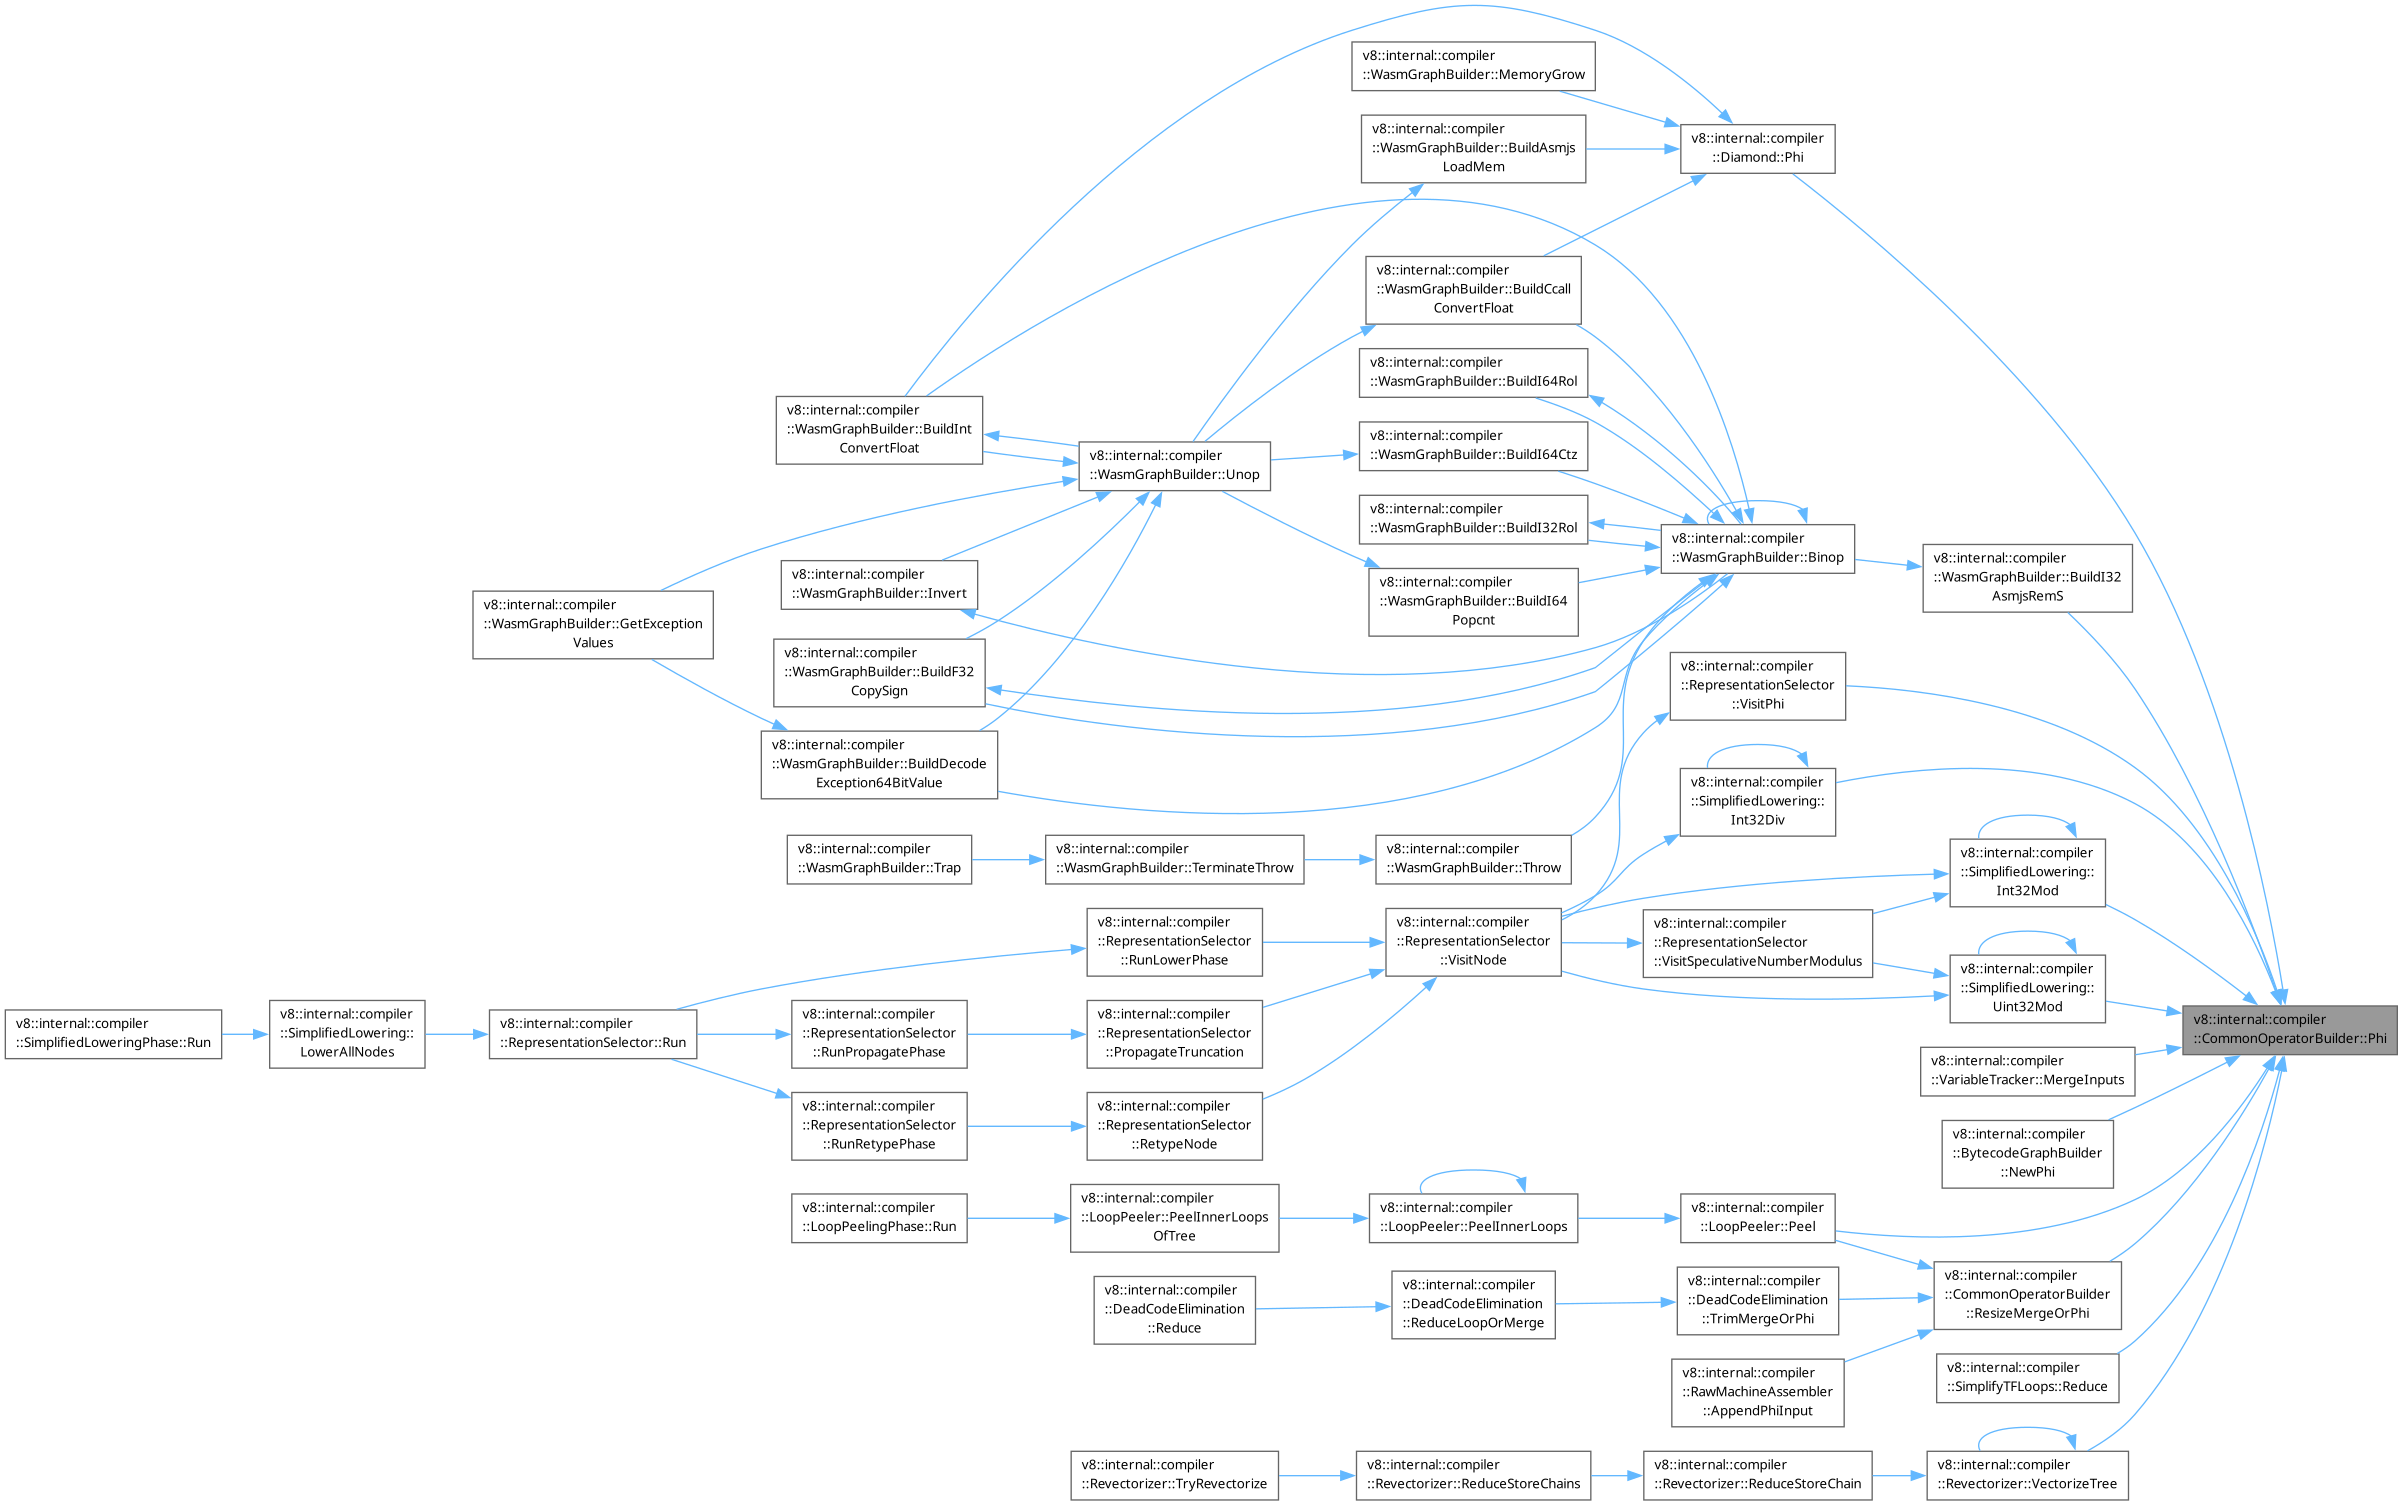 v8::internal::compiler
::WasmGraphBuilder::MemoryGrow
v8::internal::compiler
::WasmGraphBuilder::BuildAsmjs
LoadMem
v8::internal::compiler
::Diamond::Phi
v8::internal::compiler
::WasmGraphBuilder::BuildCcall
ConvertFloat
v8::internal::compiler
::WasmGraphBuilder::BuildI64Rol
v8::internal::compiler
::WasmGraphBuilder::BuildInt
ConvertFloat
v8::internal::compiler
::WasmGraphBuilder::Unop
v8::internal::compiler
::WasmGraphBuilder::BuildI64Ctz
v8::internal::compiler
::WasmGraphBuilder::BuildI32Rol
v8::internal::compiler
::WasmGraphBuilder::Binop
v8::internal::compiler
::WasmGraphBuilder::BuildI32
AsmjsRemS
v8::internal::compiler
::WasmGraphBuilder::GetException
Values
v8::internal::compiler
::WasmGraphBuilder::Invert
v8::internal::compiler
::WasmGraphBuilder::BuildI64
Popcnt
v8::internal::compiler
::WasmGraphBuilder::BuildF32
CopySign
v8::internal::compiler
::RepresentationSelector
::VisitPhi
v8::internal::compiler
::WasmGraphBuilder::BuildDecode
Exception64BitValue
v8::internal::compiler
::SimplifiedLowering::
Int32Div
v8::internal::compiler
::WasmGraphBuilder::Trap
v8::internal::compiler
::WasmGraphBuilder::TerminateThrow
v8::internal::compiler
::WasmGraphBuilder::Throw
v8::internal::compiler
::SimplifiedLowering::
Int32Mod
v8::internal::compiler
::RepresentationSelector
::RunLowerPhase
v8::internal::compiler
::RepresentationSelector
::VisitNode
v8::internal::compiler
::RepresentationSelector
::VisitSpeculativeNumberModulus
v8::internal::compiler
::SimplifiedLowering::
Uint32Mod
v8::internal::compiler
::SimplifiedLoweringPhase::Run
v8::internal::compiler
::SimplifiedLowering::
LowerAllNodes
v8::internal::compiler
::RepresentationSelector::Run
v8::internal::compiler
::RepresentationSelector
::RunPropagatePhase
v8::internal::compiler
::RepresentationSelector
::PropagateTruncation
v8::internal::compiler
::CommonOperatorBuilder::Phi
v8::internal::compiler
::VariableTracker::MergeInputs
v8::internal::compiler
::RepresentationSelector
::RunRetypePhase
v8::internal::compiler
::RepresentationSelector
::RetypeNode
v8::internal::compiler
::BytecodeGraphBuilder
::NewPhi
v8::internal::compiler
::LoopPeelingPhase::Run
v8::internal::compiler
::LoopPeeler::PeelInnerLoops
OfTree
v8::internal::compiler
::LoopPeeler::PeelInnerLoops
v8::internal::compiler
::LoopPeeler::Peel
v8::internal::compiler
::DeadCodeElimination
::Reduce
v8::internal::compiler
::DeadCodeElimination
::ReduceLoopOrMerge
v8::internal::compiler
::DeadCodeElimination
::TrimMergeOrPhi
v8::internal::compiler
::CommonOperatorBuilder
::ResizeMergeOrPhi
v8::internal::compiler
::RawMachineAssembler
::AppendPhiInput
v8::internal::compiler
::SimplifyTFLoops::Reduce
v8::internal::compiler
::Revectorizer::TryRevectorize
v8::internal::compiler
::Revectorizer::ReduceStoreChains
v8::internal::compiler
::Revectorizer::ReduceStoreChain
v8::internal::compiler
::Revectorizer::VectorizeTree